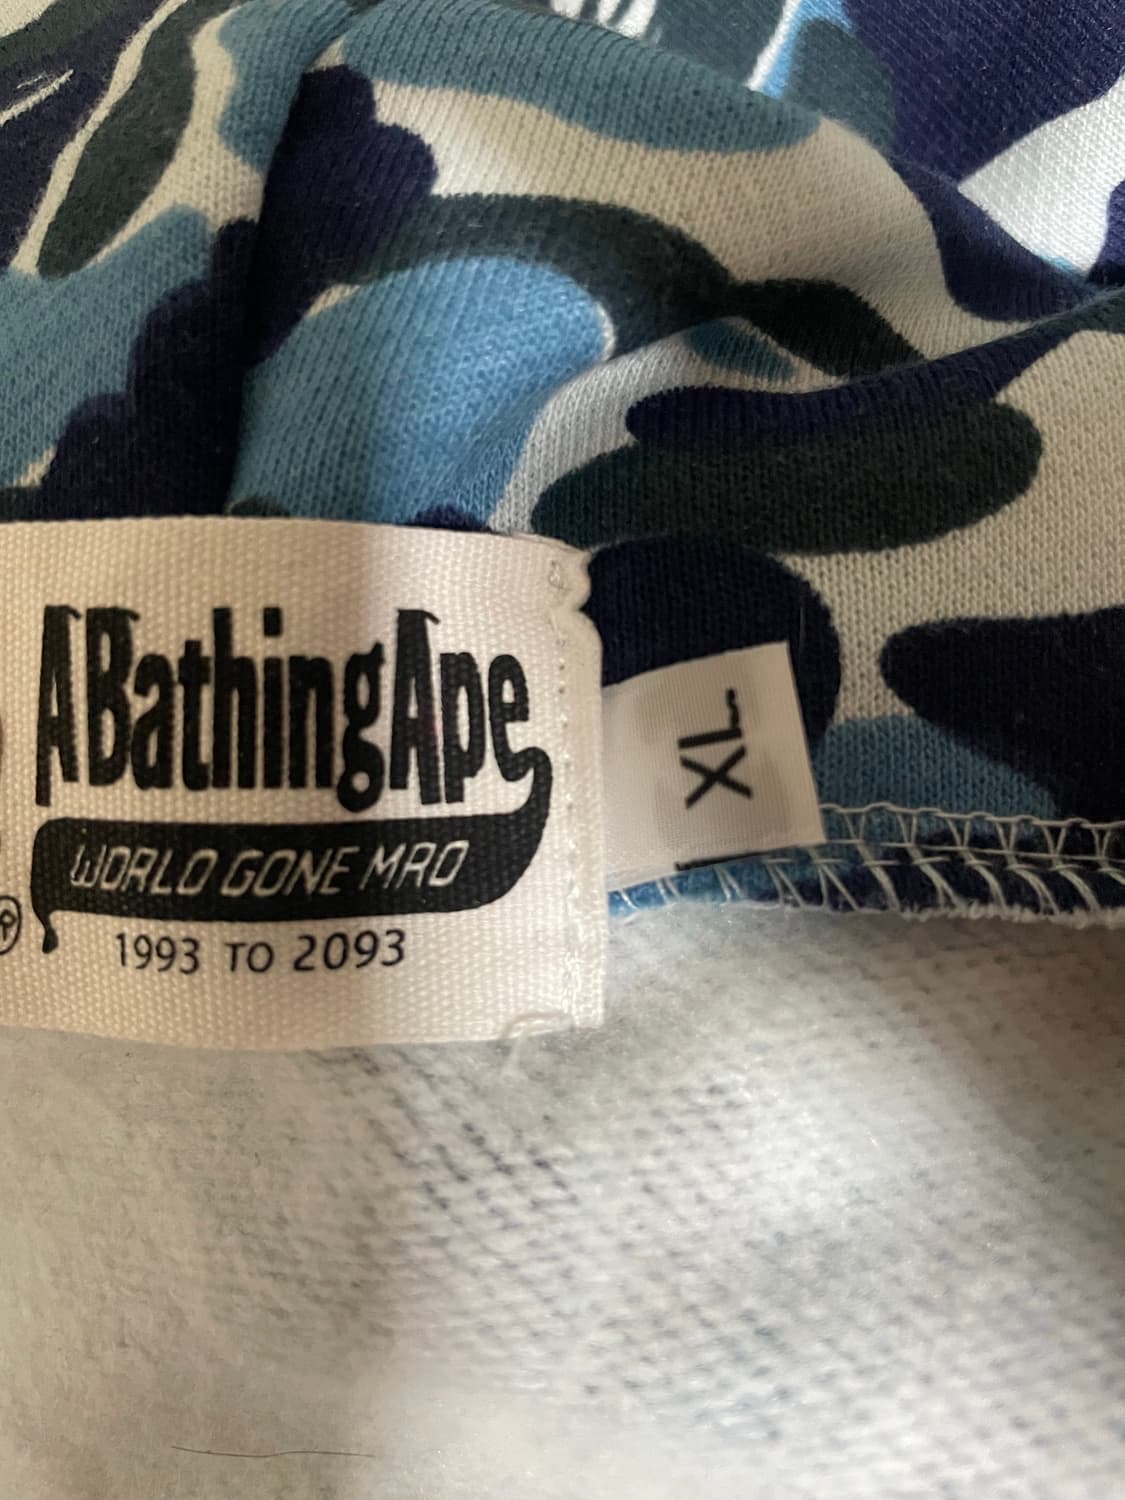 ABathingApe
WORLD GONE MAD
1993 TO 2093
XL